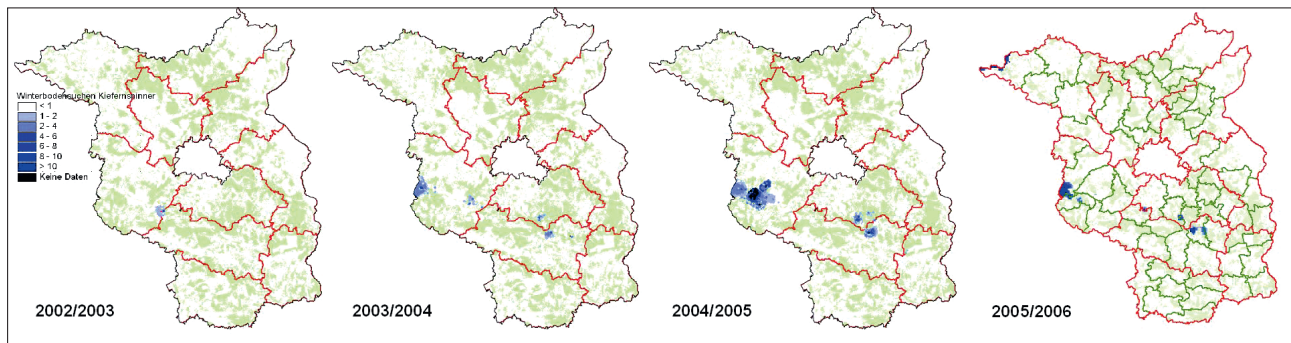 Winterbodensuchen Kiefernspinner
< 1
1 - 2
2 - 4
4 - 6
6 - 8
8 - 10
> 10
Keine Daten
2002/2003
2003/2004
2004/2005
2005/2006